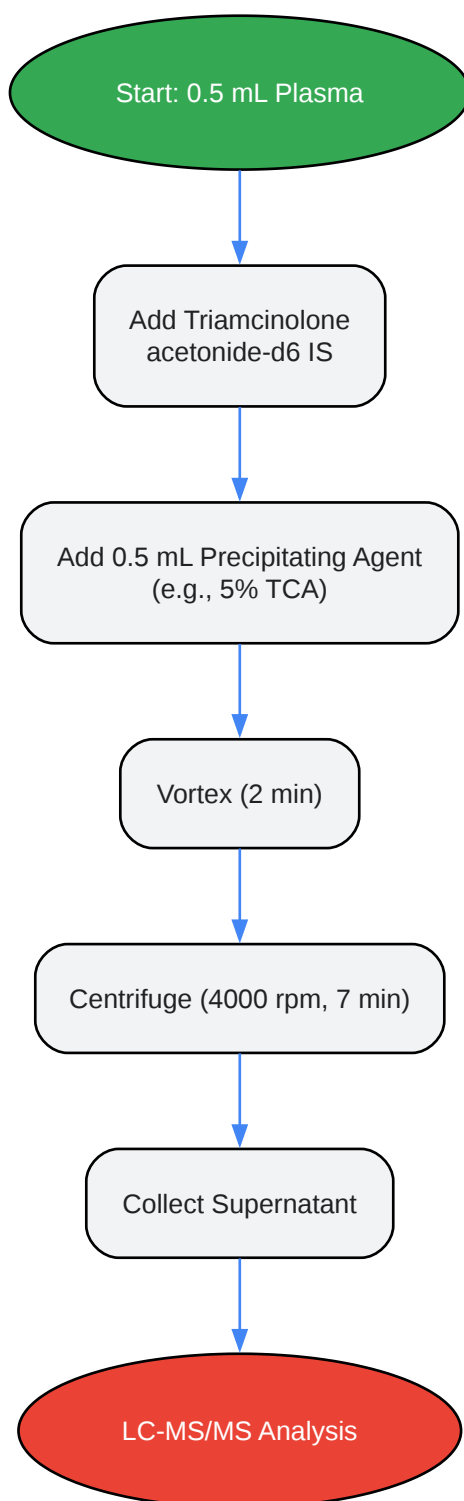 Start: 0.5 mL Plasma
Add Triamcinolone
acetonide-d6 IS
Add 0.5 mL Precipitating Agent
(e.g., 5% TCA)
Vortex (2 min)
Centrifuge (4000 rpm, 7 min)
Collect Supernatant
LC-MS/MS Analysis